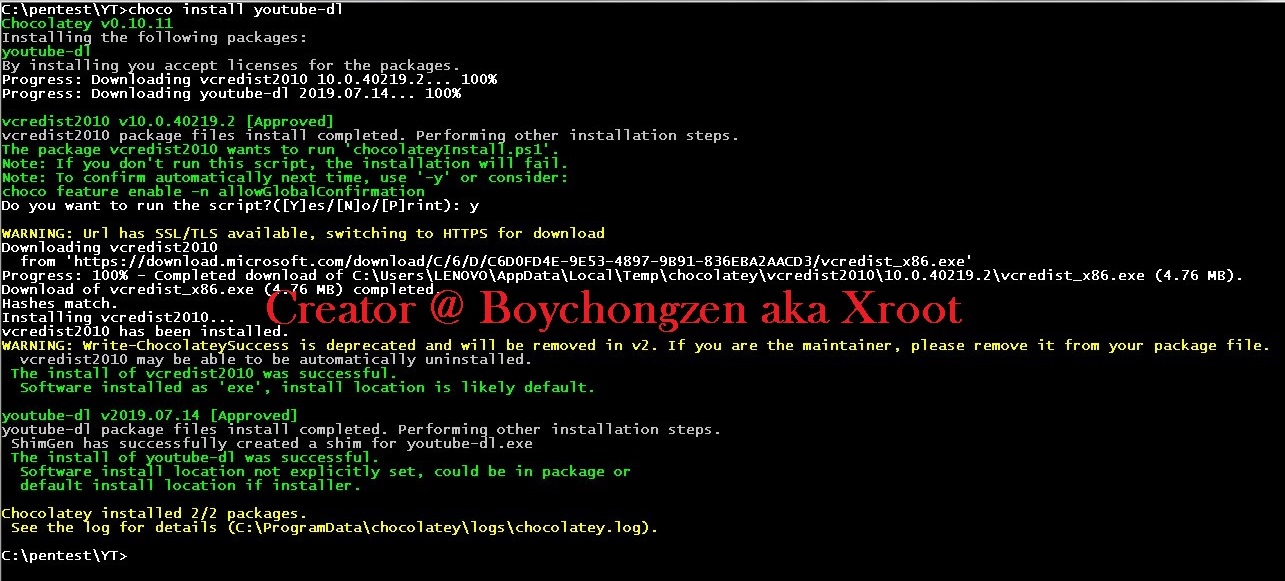 C:\pentest\YT>choco install youtube-dl
Chocolatey v0.10.11
Installing the following packages:
youtube-dl
By installing you accept licenses for the packages.
Progress: Downloading vcredist2010 10.0.40219.2... 100%
Progress: Downloading youtube-dl 2019.07.14... 100%
vcredist2010 v10.0.40219.2 [Approved]
vcredist2010 package files install completed. Performing other installation steps.
The package vcredist2010 wants to run 'chocolateyInstall.ps1'.
Note: If you don't run this script, the installation will fail.
Note: To confirm automatically next time, use '-y' or consider:
choco feature enable -n allowGlobalConfirmation
Do you want to run the script?([Y]es/[N]o/[P]rint): y
WARNING: Url has SSL/TLS available, switching to HTTPS for download
Downloading vcredist2010
from 'https://download.microsoft.com/download/C/6/D/C6D0FD4E-9E53-4897-9B91-836EBA2AACD3/vcredist_x86.exe'
Progress: 100% - Completed download of C:\Users\LENOVO\AppData\Local\Temp\chocolatey\vcredist2010\10.0.40219.2\vcredist_x86.exe (4.76 MB).
Download of vcredist_x86.exe (4.76 MB) completed.
Hashes match.
Installing vcredist2010...
Creator @ Boychongzen aka Xroot
vcredist2010 has been installed.
WARNING: Write-ChocolateySuccess is deprecated and will be removed in v2. If you are the maintainer, please remove it from your package file.
vcredist2010 may be able to be automatically uninstalled.
The install of vcredist2010 was successful.
Software installed as 'exe', install location is likely default.
youtube-dl v2019.07.14 [Approved]
youtube-dl package files install completed. Performing other installation steps.
ShimGen has successfully created a shim for youtube-dl.exe
The install of youtube-dl was successful.
Software install location not explicitly set, could be in package or
default install location if installer.
Chocolatey installed 2/2 packages.
See the log for details (C:\ProgramData\chocolatey\logs\chocolatey.log).
C:\pentest\YT>